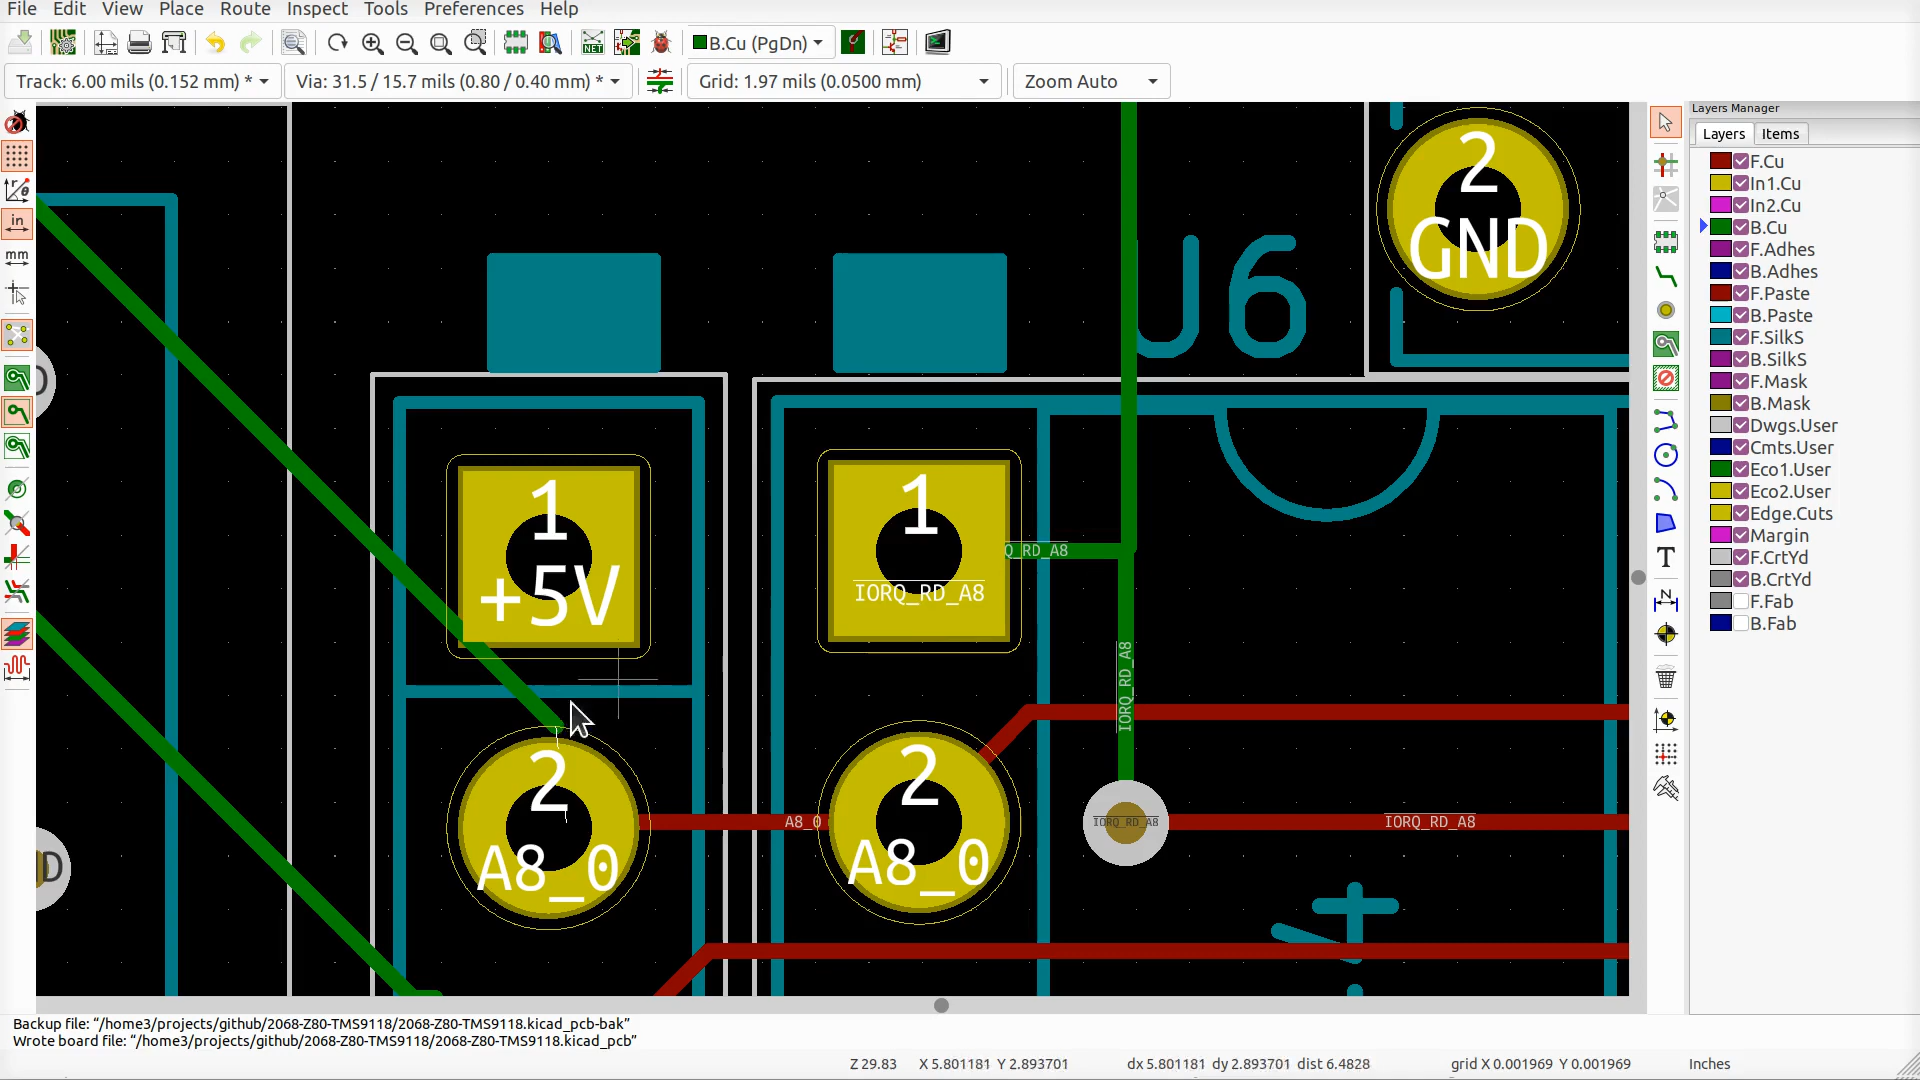 File Edit View Place Route Inspect Tools Preferences Help
NET
B.Cu (PgDn)
Track: 6.00 mils (0.152 mm) *
Via: 31.5 / 15.7 mils (0.80 / 0.40 mm) *
Grid: 1.97 mils (0.0500 mm)
Zoom Auto
in
mm
2
GND
U6
1
+5V
1
IORQ_RD_A8
Q_RD_A8
IORQ_RD_A8
2
A8_0
A8_0
2
A8_0
IORQ_RD_A8
IORQ_RD_A8
D
Layers Manager
Layers Items
F.Cu
In1.Cu
In2.Cu
B.Cu
F.Adhes
B.Adhes
F.Paste
B.Paste
F.SilkS
B.SilkS
F.Mask
B.Mask
Dwgs.User
Cmts.User
Eco1.User
Eco2.User
Edge.Cuts
Margin
F.CrtYd
B.CrtYd
F.Fab
B.Fab
T
N
Backup file: “/home3/projects/github/2068-Z80-TMS9118/2068-Z80-TMS9118.kicad_pcb-bak”
Wrote board file: “/home3/projects/github/2068-Z80-TMS9118/2068-Z80-TMS9118.kicad_pcb”
Z 29.83 X 5.801181 Y 2.893701 dx 5.801181 dy 2.893701 dist 6.4828 grid X 0.001969 Y 0.001969 Inches